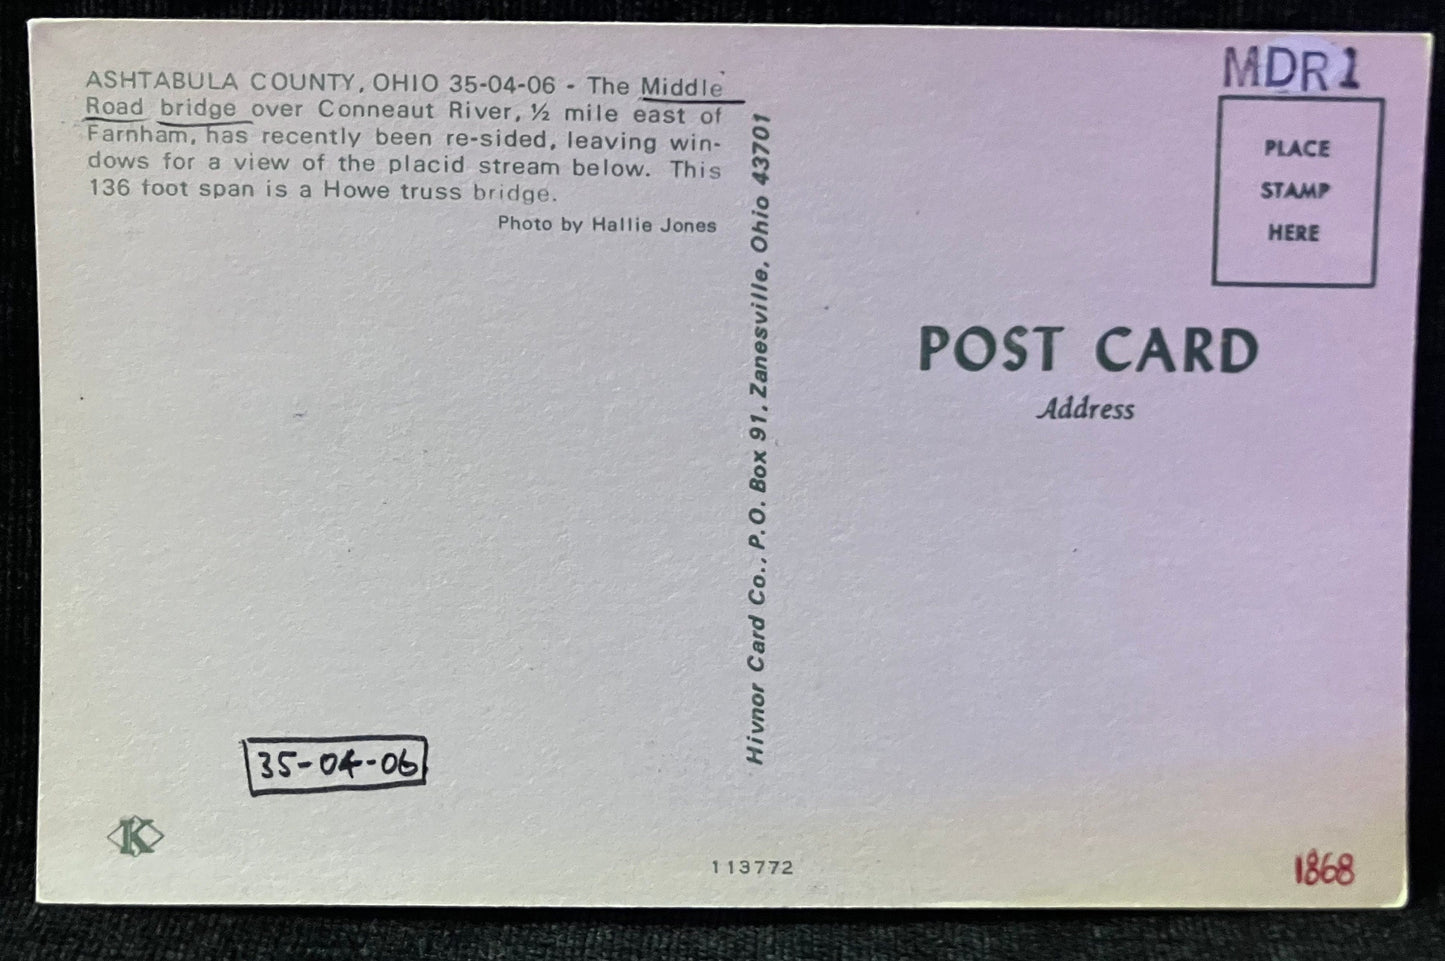 ASHTABULA COUNTY, OHIO 35-04-06 - The Middle
Road bridge over Conneaut River, ½ mile east of
Farnham, has recently been re-sided, leaving win-
dows for a view of the placid stream below. This
136 foot span is a Howe truss bridge.
Photo by Hallie Jones
35-04-06
K
113772
Hivnor Card Co., P.O. Box 91, Zanesville, Ohio 43701
MDR1
PLACE
STAMP
HERE
POST CARD
Address
1868